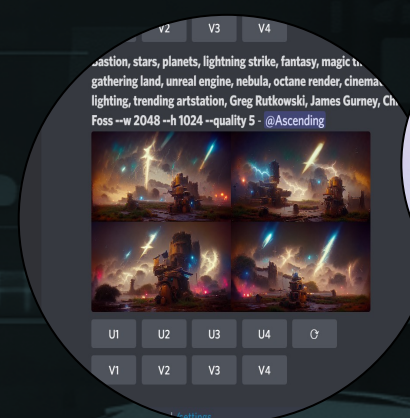 V2 V3 V4
bastion, stars, planets, lightning strike, fantasy, magic
gathering land, unreal engine, nebula, octane render,
lighting, trending artstation, Greg Rutkowski, James Gurney,
Foss --w 2048 --h 1024 --quality 5 - @Ascending
U1 U2 U3 U4
V1 V2 V3 V4
/settings